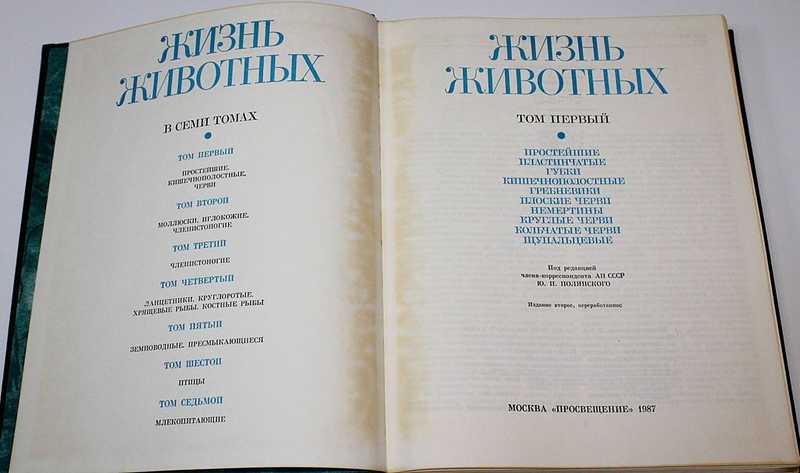 ЖИЗНЬ
ЖИВОТНЫХ
В СЕМИ ТОМАХ
ТОМ ПЕРВЫЙ
ПРОСТЕЙШИЕ.
КИШЕЧНОПОЛОСТНЫЕ.
ЧЕРВИ
ТОМ ВТОРОЙ
МОЛЛЮСКИ. ИГЛОКОЖИЕ.
ЧЛЕНИСТОНОГИЕ
ТОМ ТРЕТИЙ
ЧЛЕНИСТОНОГИЕ
ТОМ ЧЕТВЕРТЫЙ
ЛАНЦЕТНИКИ. КРУГЛОРОТЫЕ.
ХРЯЩЕВЫЕ РЫБЫ. КОСТНЫЕ РЫБЫ
ТОМ ПЯТЫЙ
ЗЕМНОВОДНЫЕ. ПРЕСМЫКАЮЩИЕСЯ
ТОМ ШЕСТОЙ
ПТИЦЫ
ТОМ СЕДЬМОЙ
МЛЕКОПИТАЮЩИЕ
ЖИЗНЬ
ЖИВОТНЫХ
ТОМ ПЕРВЫЙ
ПРОСТЕЙШИЕ
ПЛАСТИНЧАТЫЕ
ГУБКИ
КИШЕЧНОПОЛОСТНЫЕ
ГРЕБНЕВИКИ
ПЛОСКИЕ ЧЕРВИ
НЕМЕРТИНЫ
КРУГЛЫЕ ЧЕРВИ
КОЛЬЧАТЫЕ ЧЕРВИ
ЩУПАЛЬЦЕВЫЕ
Под редакцией
члена-корреспондента АН СССР
Ю. И. ПОЛЯНСКОГО
Издание второе, переработанное
МОСКВА «ПРОСВЕЩЕНИЕ» 1987